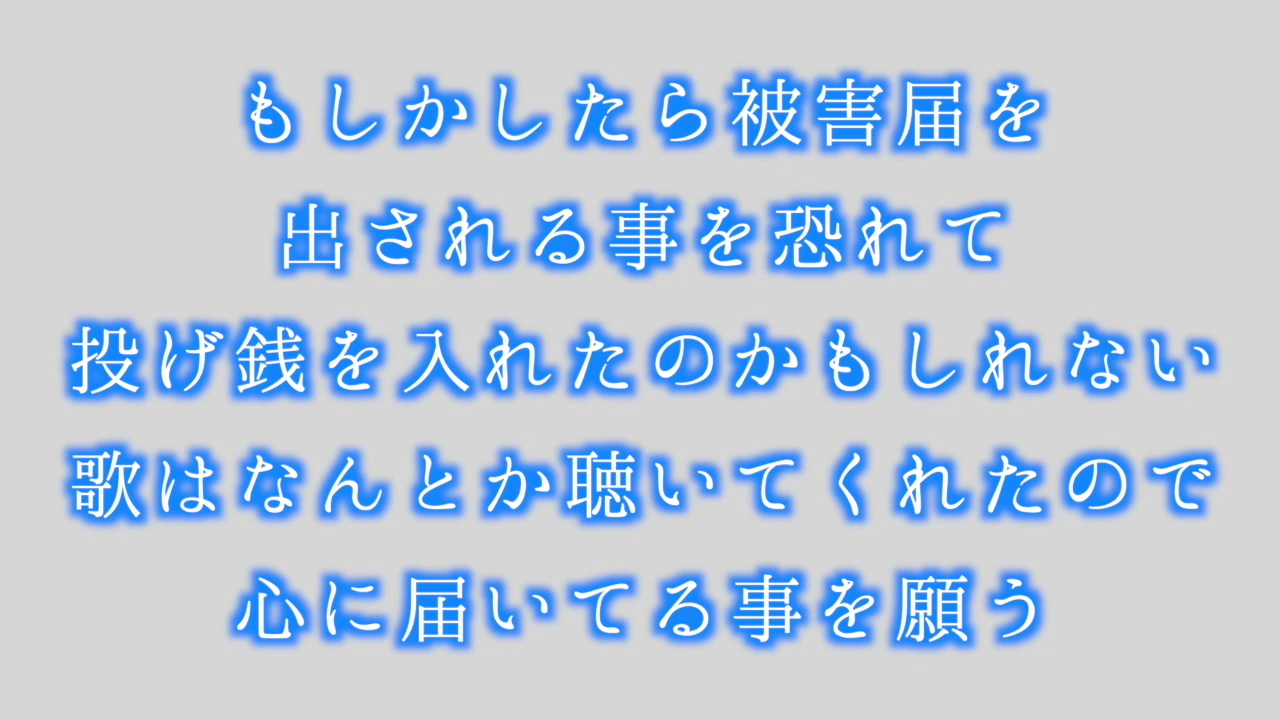 もしかしたら被害届を
出される事を恐れて
投げ銭を入れたのかもしれない
歌はなんとか聴いてくれたので
心に届いてる事を願う